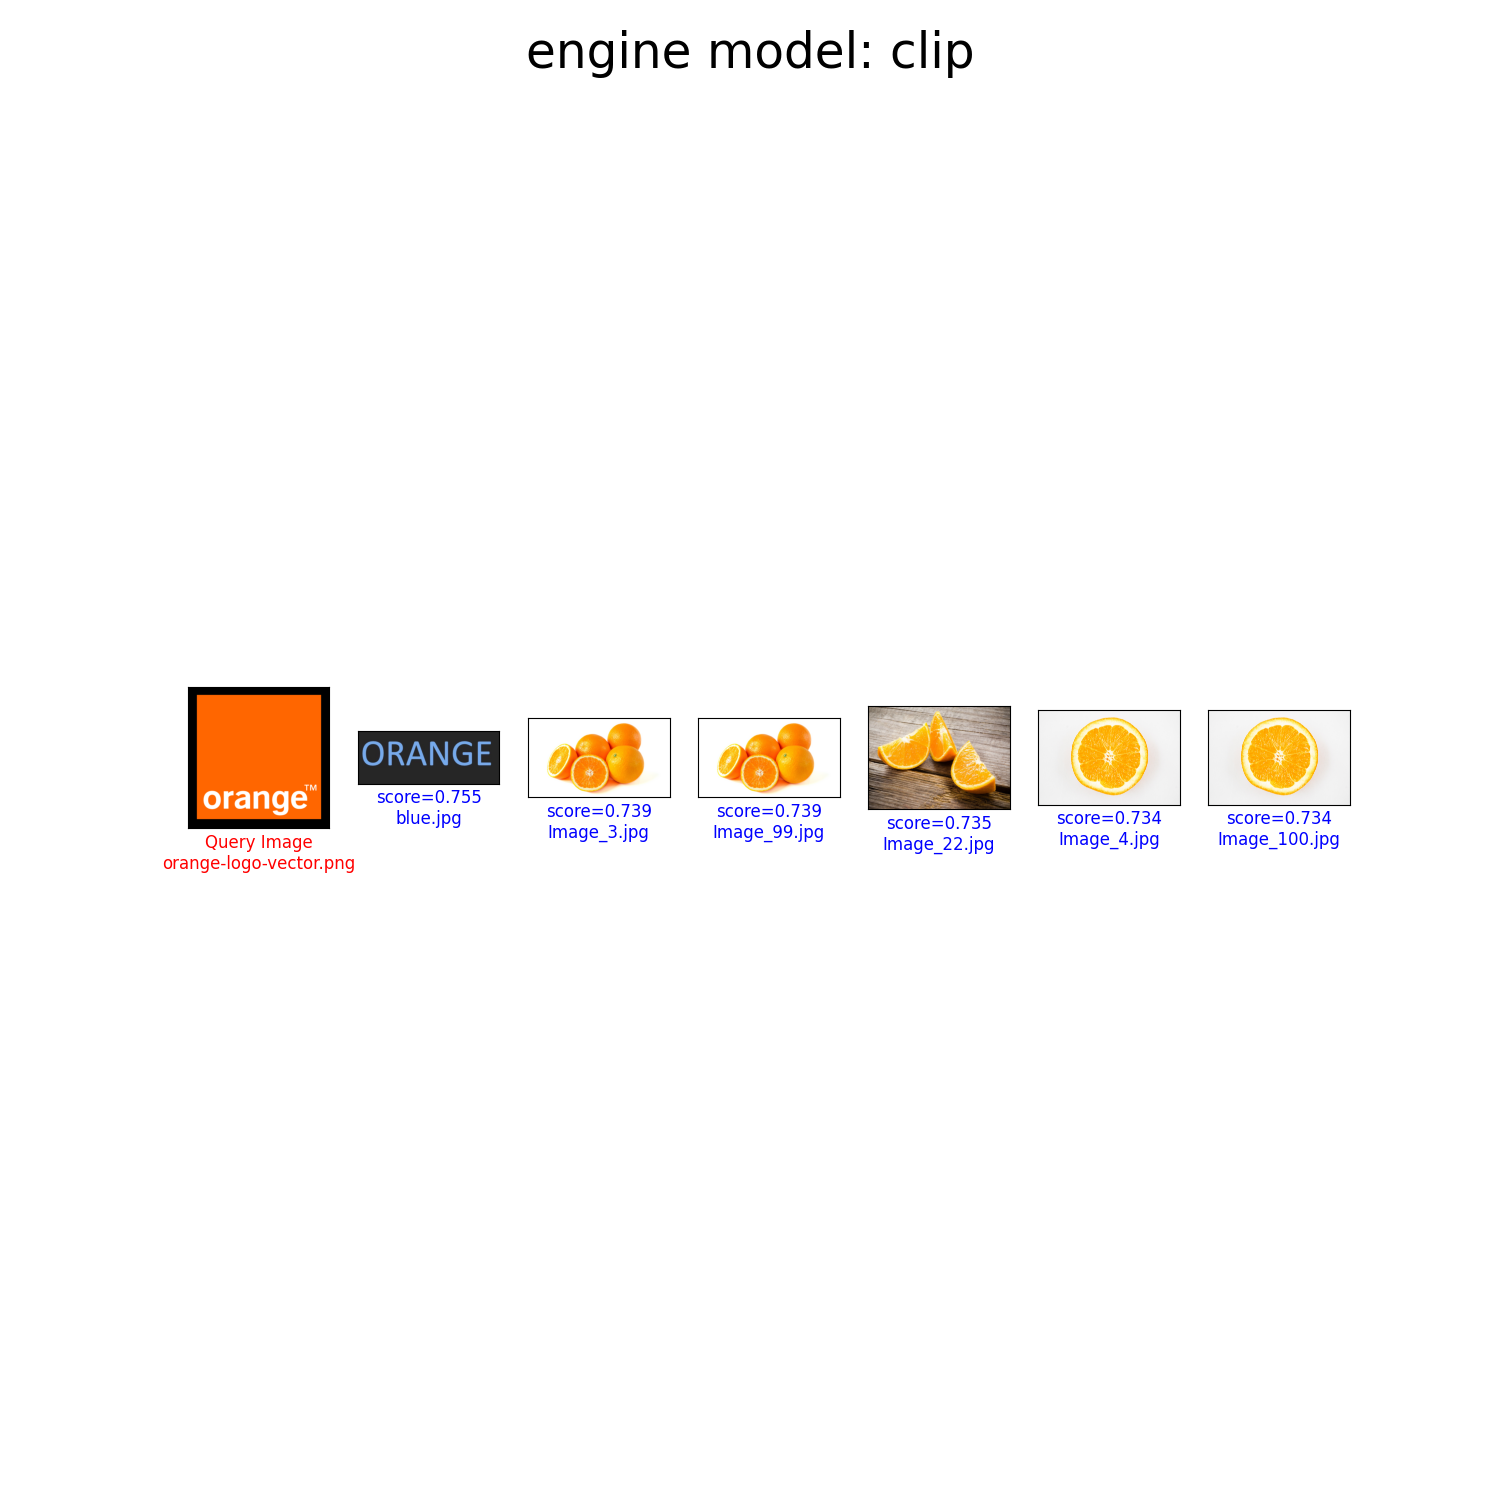 engine model: clip
orange™
Query Image
orange-logo-vector.png
ORANGE
score=0.755
blue.jpg
score=0.739
Image_3.jpg
score=0.739
Image_99.jpg
score=0.735
Image_22.jpg
score=0.734
Image_4.jpg
score=0.734
Image_100.jpg